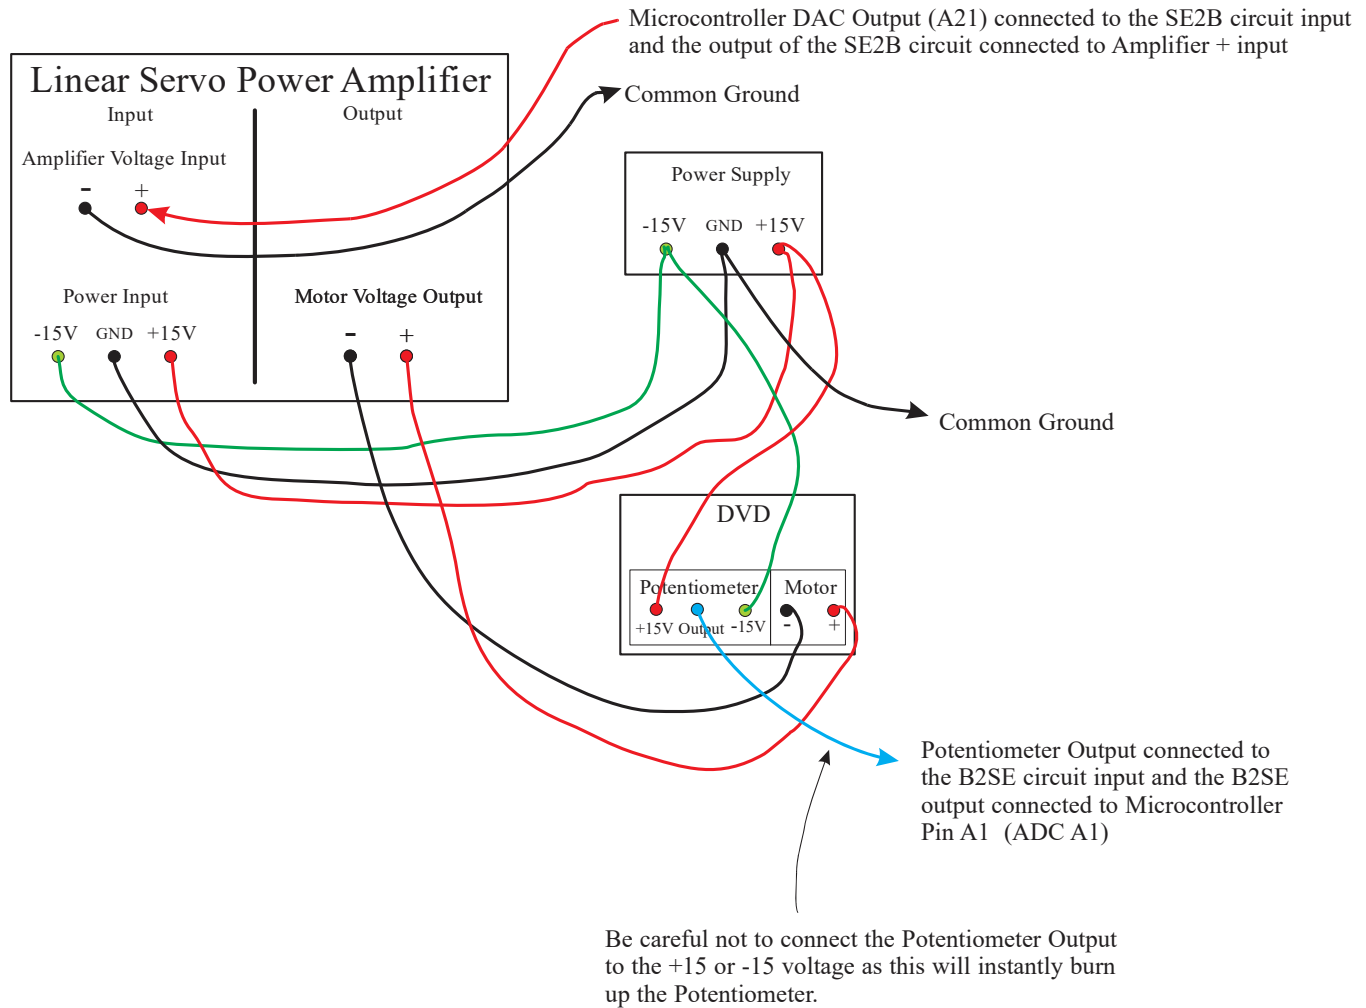 Microcontroller DAC Output (A21) connected to the SE2B circuit input
and the output of the SE2B circuit connected to Amplifier + input
Linear Servo Power Amplifier
Input
Output
Common Ground
Amplifier Voltage Input
- +
Power Supply
-15V GND +15V
Power Input
Motor Voltage Output
-15V GND +15V
- +
Common Ground
DVD
Potentiometer
Motor
+15V Output -15V
- +
Potentiometer Output connected to
the B2SE circuit input and the B2SE
output connected to Microcontroller
Pin A1 (ADC A1)
Be careful not to connect the Potentiometer Output
to the +15 or -15 voltage as this will instantly burn
up the Potentiometer.